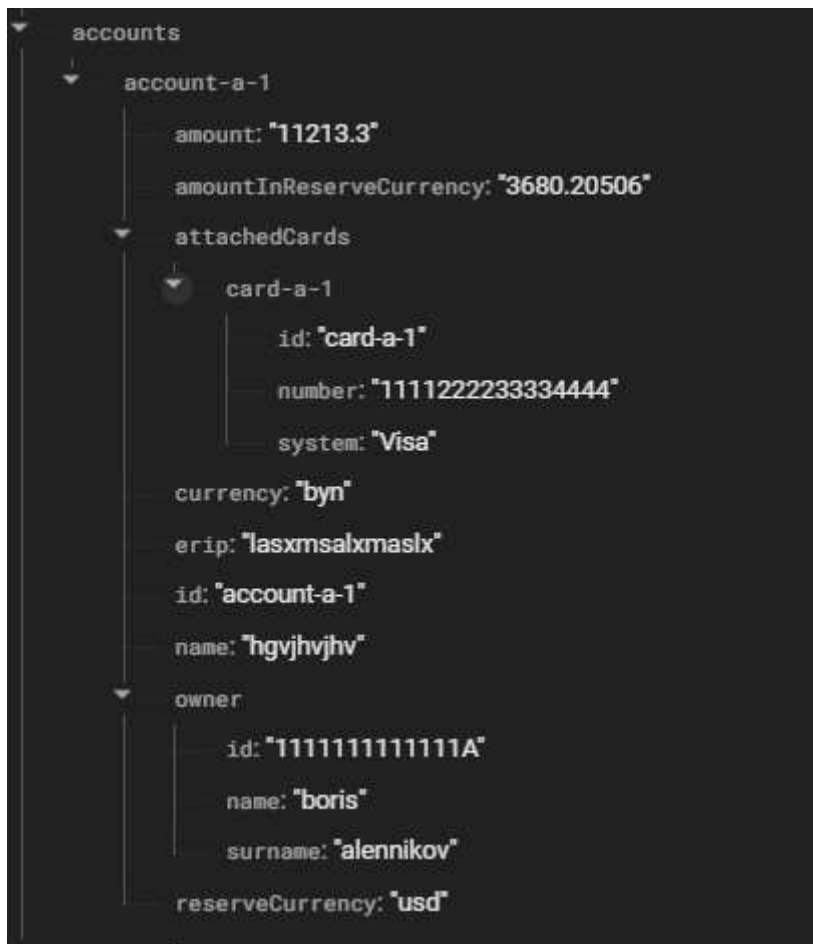 accounts
account-a-1
amount: "11213.3"
amountInReserveCurrency: "3680.20506"
attachedCards
card-a-1
id: "card-a-1"
number: "1111222233334444"
system: "Visa"
currency: "byn"
erip: "lasxmsalxmaslx"
id: "account-a-1"
name: "hgvjhvjhv"
owner
id: "1111111111111A"
name: "boris"
surname: "alennikov"
reserveCurrency: "usd"